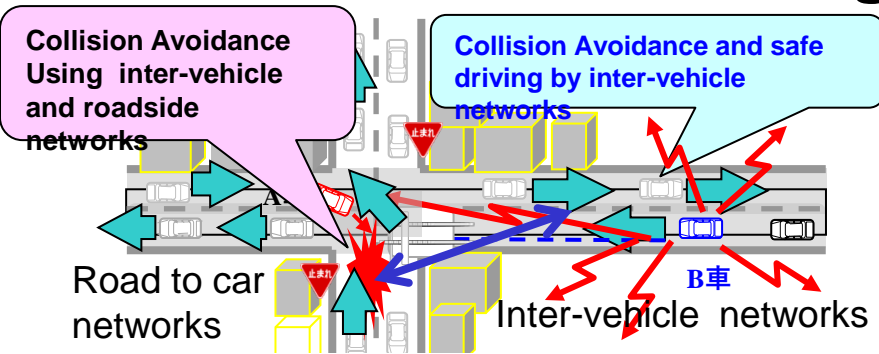 Collision Avoidance
Using inter-vehicle
and roadside
networks
Collision Avoidance and safe
driving by inter-vehicle
networks
止まれ
A
止まれ
B車
Road to car
networks
Inter-vehicle networks